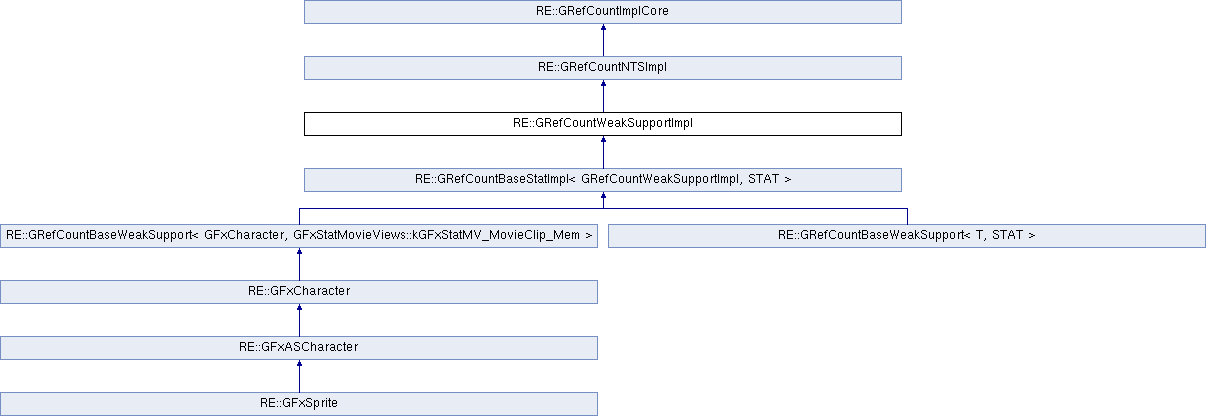 RE::GRefCountImplCore
RE::GRefCountNTSImpl
RE::GRefCountWeakSupportImpl
RE::GRefCountBaseStatImpl< GRefCountWeakSupportImpl, STAT >
RE::GRefCountBaseWeakSupport< GFxCharacter, GFxStatMovieViews::kGFxStatMV_MovieClip_Mem >
RE::GRefCountBaseWeakSupport< T, STAT >
RE::GFxCharacter
RE::GFxASCharacter
RE::GFxSprite